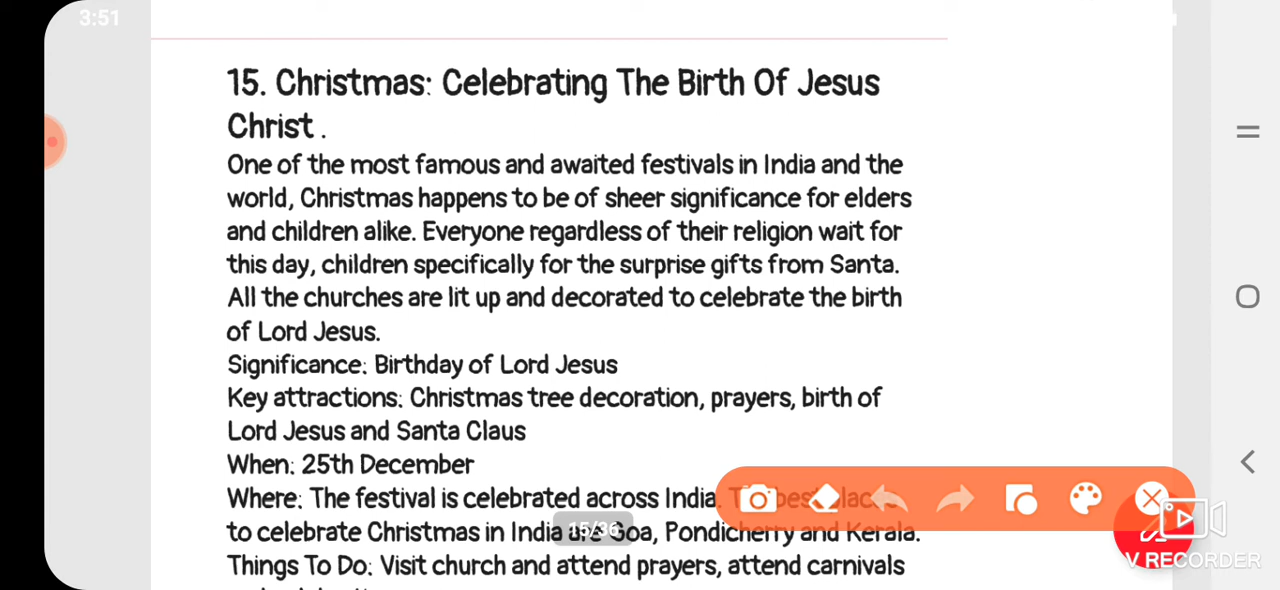 3:51
15. Christmas: Celebrating The Birth Of Jesus
Christ .
One of the most famous and awaited festivals in India and the
world, Christmas happens to be of sheer significance for elders
and children alike. Everyone regardless of their religion wait for
this day, children specifically for the surprise gifts from Santa.
All the churches are lit up and decorated to celebrate the birth
of Lord Jesus.
Significance: Birthday of Lord Jesus
Key attractions: Christmas tree decoration, prayers, birth of
Lord Jesus and Santa Claus
When: 25th December
Where: The festival is celebrated across India. The best place
to celebrate Christmas in India are Goa, Pondicherry and Kerala.
15/36
Things To Do: Visit church and attend prayers, attend carnivals
V RECORDER